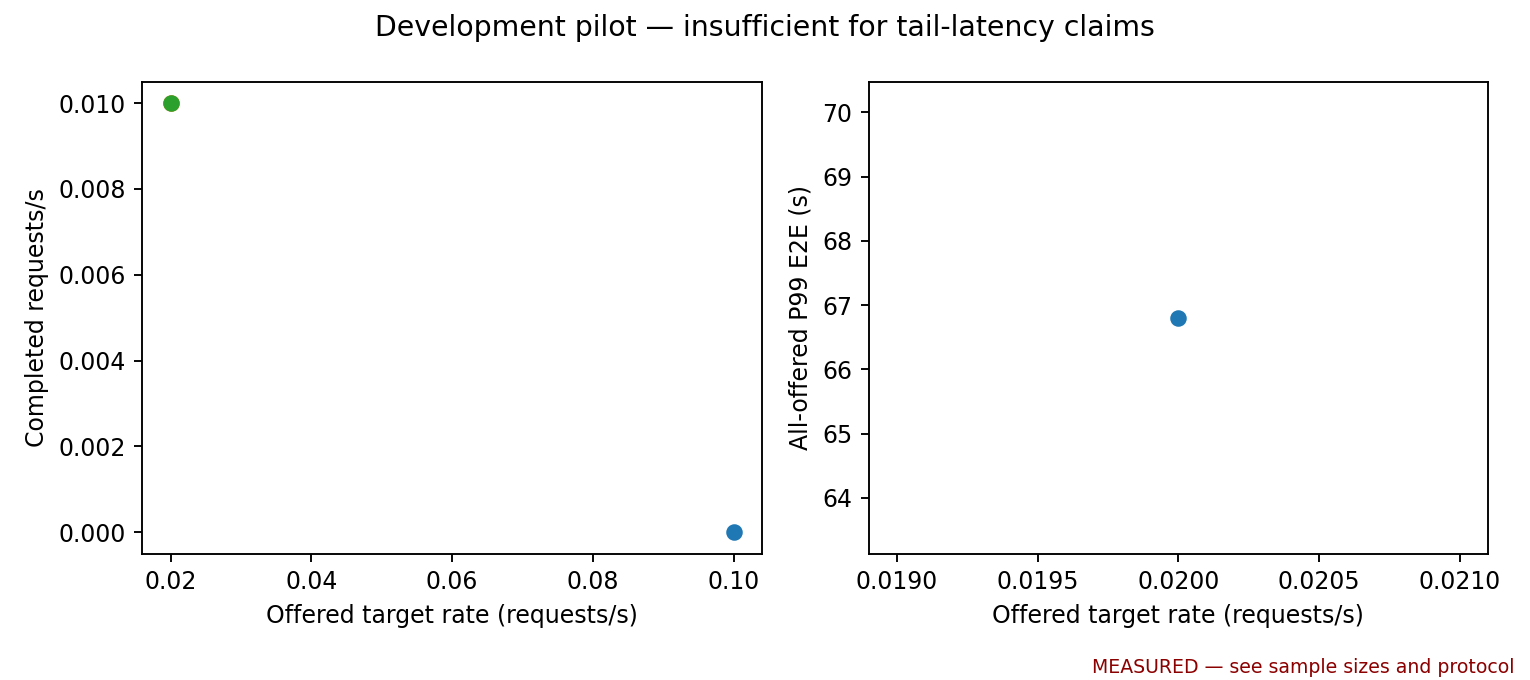 Development pilot — insufficient for tail-latency claims
Completed requests/s
0.010
0.008
0.006
0.004
0.002
0.000
0.02 0.04 0.06 0.08 0.10
Offered target rate (requests/s)
All-offered P99 E2E (s)
70
69
68
67
66
65
64
0.0190 0.0195 0.0200 0.0205 0.0210
Offered target rate (requests/s)
MEASURED — see sample sizes and protocol